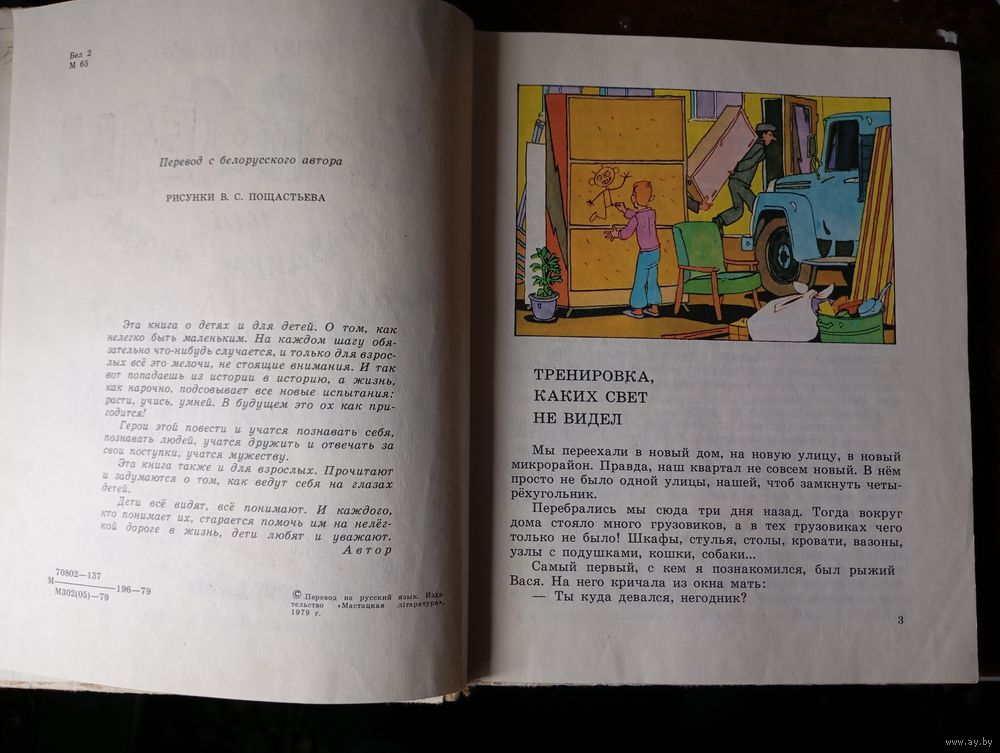 Бел 2
М 65
Перевод с белорусского автора
РИСУНКИ В. С. ПОЩАСТЬЕВА
Эта книга о детях и для детей. О том, как
нелегко быть маленьким. На каждом шагу обя-
зательно что-нибудь случается, и только для взрос-
лых всё это мелочи, не стоящие внимания. И так
вот попадаешь из истории в историю, а жизнь,
как нарочно, подсовывает все новые испытания:
расти, учись, умней. В будущем это ох как при-
годится!
Герои этой повести и учатся познавать себя,
познавать людей, учатся дружить и отвечать за
свои поступки, учатся мужеству.
Эта книга также и для взрослых. Прочитают
и задумаются о том, как ведут себя на глазах
детей.
Дети всё видят, всё понимают. И каждого,
кто понимает их, старается помочь им на нелёг-
кой дороге в жизнь, дети любят и уважают.
Автор
70802—137
М————196—79
М302(05)—79
© Перевод на русский язык. Изда-
тельство «Мастацкая літаратура»,
1979 г.
ТРЕНИРОВКА,
КАКИХ СВЕТ
НЕ ВИДЕЛ
Мы переехали в новый дом, на новую улицу, в новый
микрорайон. Правда, наш квартал не совсем новый. В нём
просто не было одной улицы, нашей, чтоб замкнуть четы-
рёхугольник.
Перебрались мы сюда три дня назад. Тогда вокруг
дома стояло много грузовиков, а в тех грузовиках чего
только не было! Шкафы, стулья, столы, кровати, вазоны,
узлы с подушками, кошки, собаки...
Самый первый, с кем я познакомился, был рыжий
Вася. На него кричала из окна мать:
— Ты куда девался, негодник?
3
www.ay.by